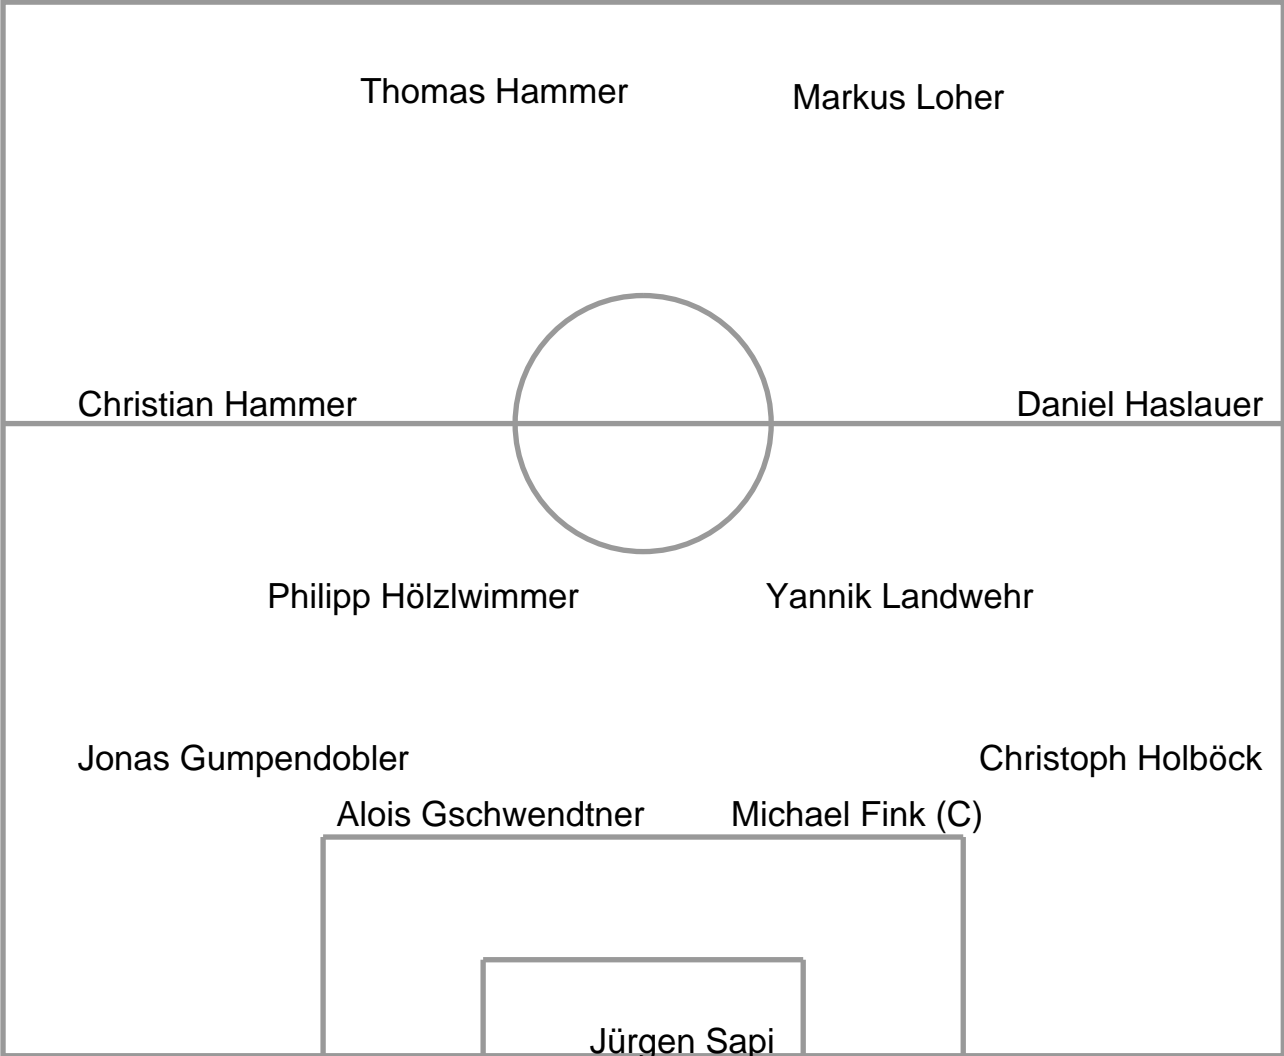 Thomas Hammer
Markus Loher
Christian Hammer
Daniel Haslauer
Philipp Hölzlwimmer
Yannik Landwehr
Jonas Gumpendobler
Christoph Holböck
Alois Gschwendtner
Michael Fink (C)
Jürgen Sapi